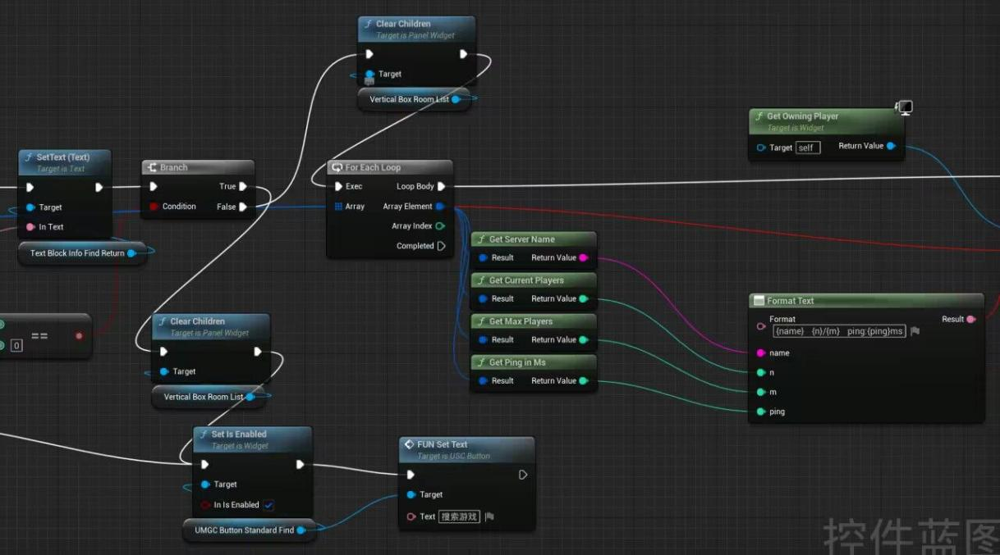 Clear Children
Target is Panel Widget
Target
Vertical Box Room List
Get Owning Player
Target is Widget
Target self Return Value
SetText (Text)
Target is Text
Target
In Text
Text Block Info Find Return
Branch
True
Condition False
For Each Loop
Exec Loop Body
Array Array Element
Array Index
Completed
Get Server Name
Result Return Value
Get Current Players
Result Return Value
Get Max Players
Result Return Value
Get Ping in Ms
Result Return Value
Format Text
Format Result
{name} {n}/{m} ping:{ping}ms
name
n
m
ping
==
0
Clear Children
Target is Panel Widget
Target
Vertical Box Room List
Set Is Enabled
Target is Widget
Target
In Is Enabled
UMGC Button Standard Find
FUN Set Text
Target is USC Button
Target
Text 搜索游戏
控件蓝图